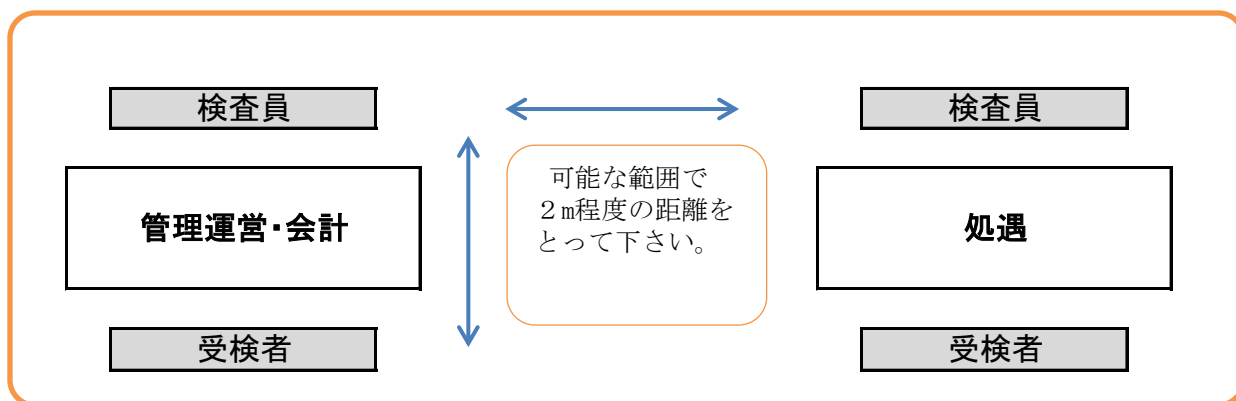 検査員
検査員
管理運営・会計
可能な範囲で
２ｍ程度の距離を
とって下さい。
処遇
受検者
受検者